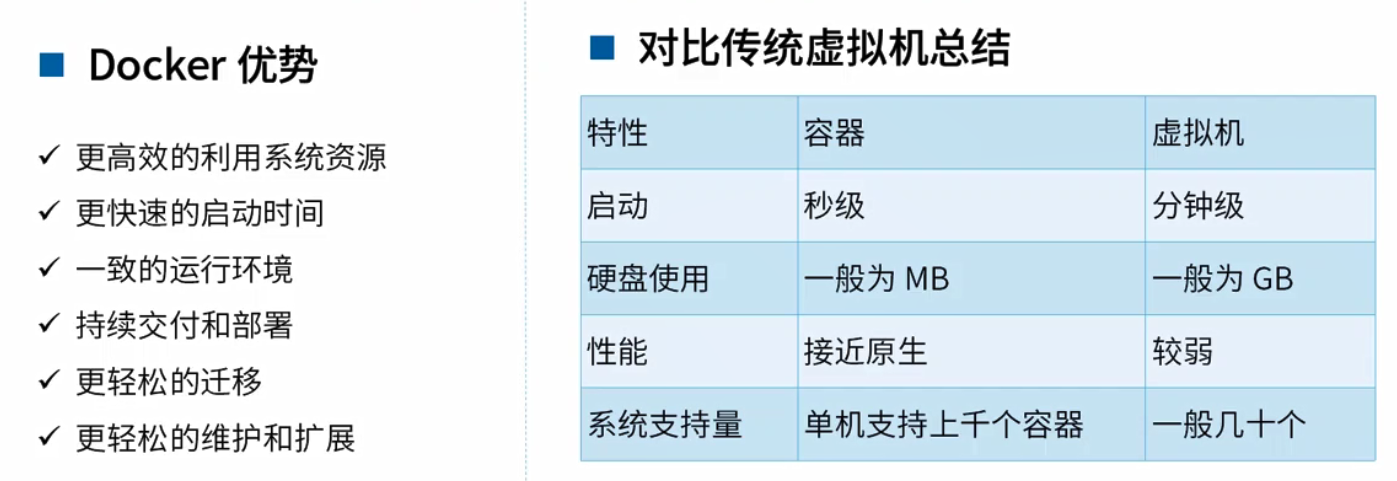 Docker 优势
更高效的利用系统资源
更快速的启动时间
一致的运行环境
持续交付和部署
更轻松的迁移
更轻松的维护和扩展
对比传统虚拟机总结
特性 容器 虚拟机
启动 秒级 分钟级
硬盘使用 一般为 MB 一般为 GB
性能 接近原生 较弱
系统支持量 单机支持上千个容器 一般几十个